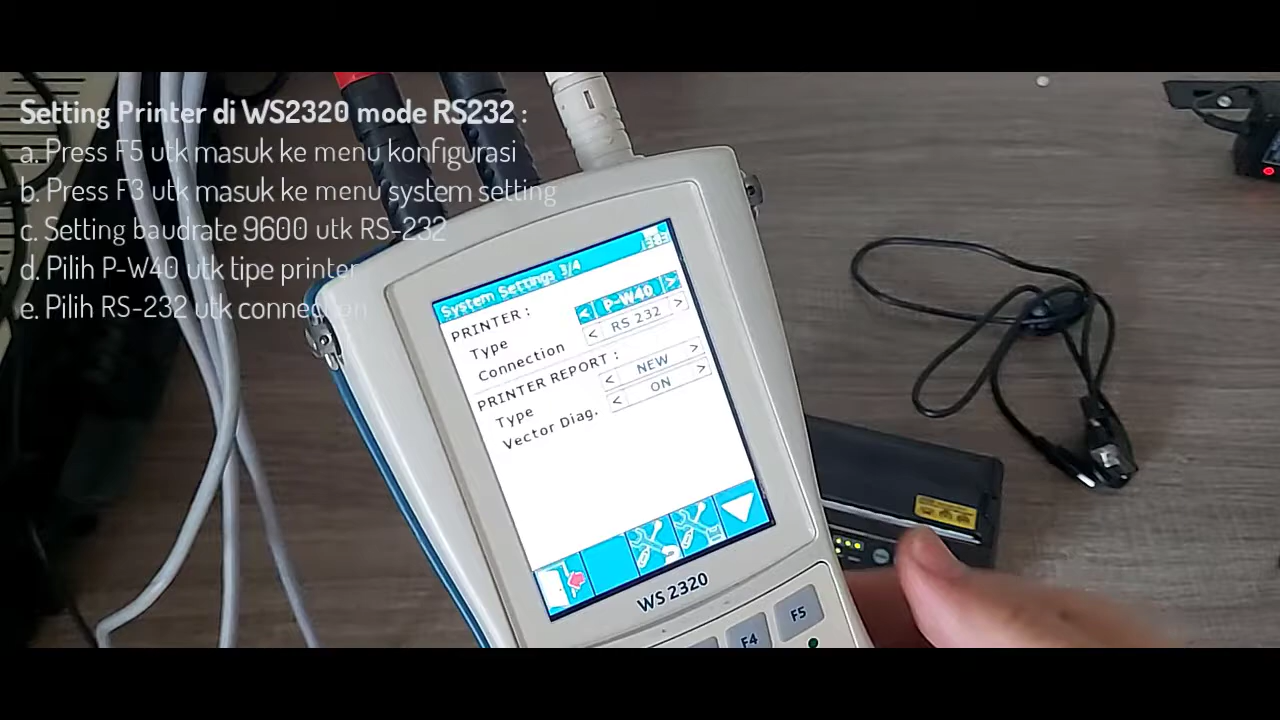 Setting Printer di WS2320 mode RS232 :
a. Press F5 utk masuk ke menu konfigurasi
b. Press F3 utk masuk ke menu system setting
c. Setting baudrate 9600 utk RS-232
d. Pilih P-W40 utk tipe printer
e. Pilih RS-232 utk connection
System Settings 3/4
PRINTER :
Type < P-W40 >
Connection < RS 232 >
PRINTER REPORT :
Type < NEW >
Vector Diag. < ON >
WS 2320
F4 F5